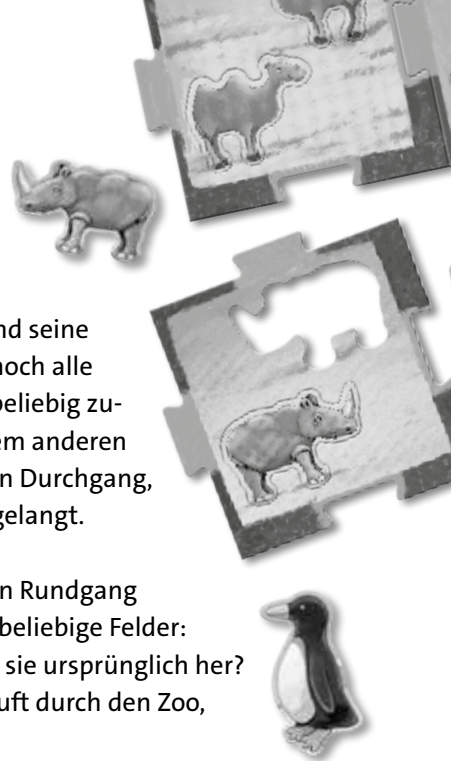 nd seine
noch alle
beliebig zu-
em anderen
n Durchgang,
gelangt.
n Rundgang
beliebige Felder:
sie ursprünglich her?
uft durch den Zoo,